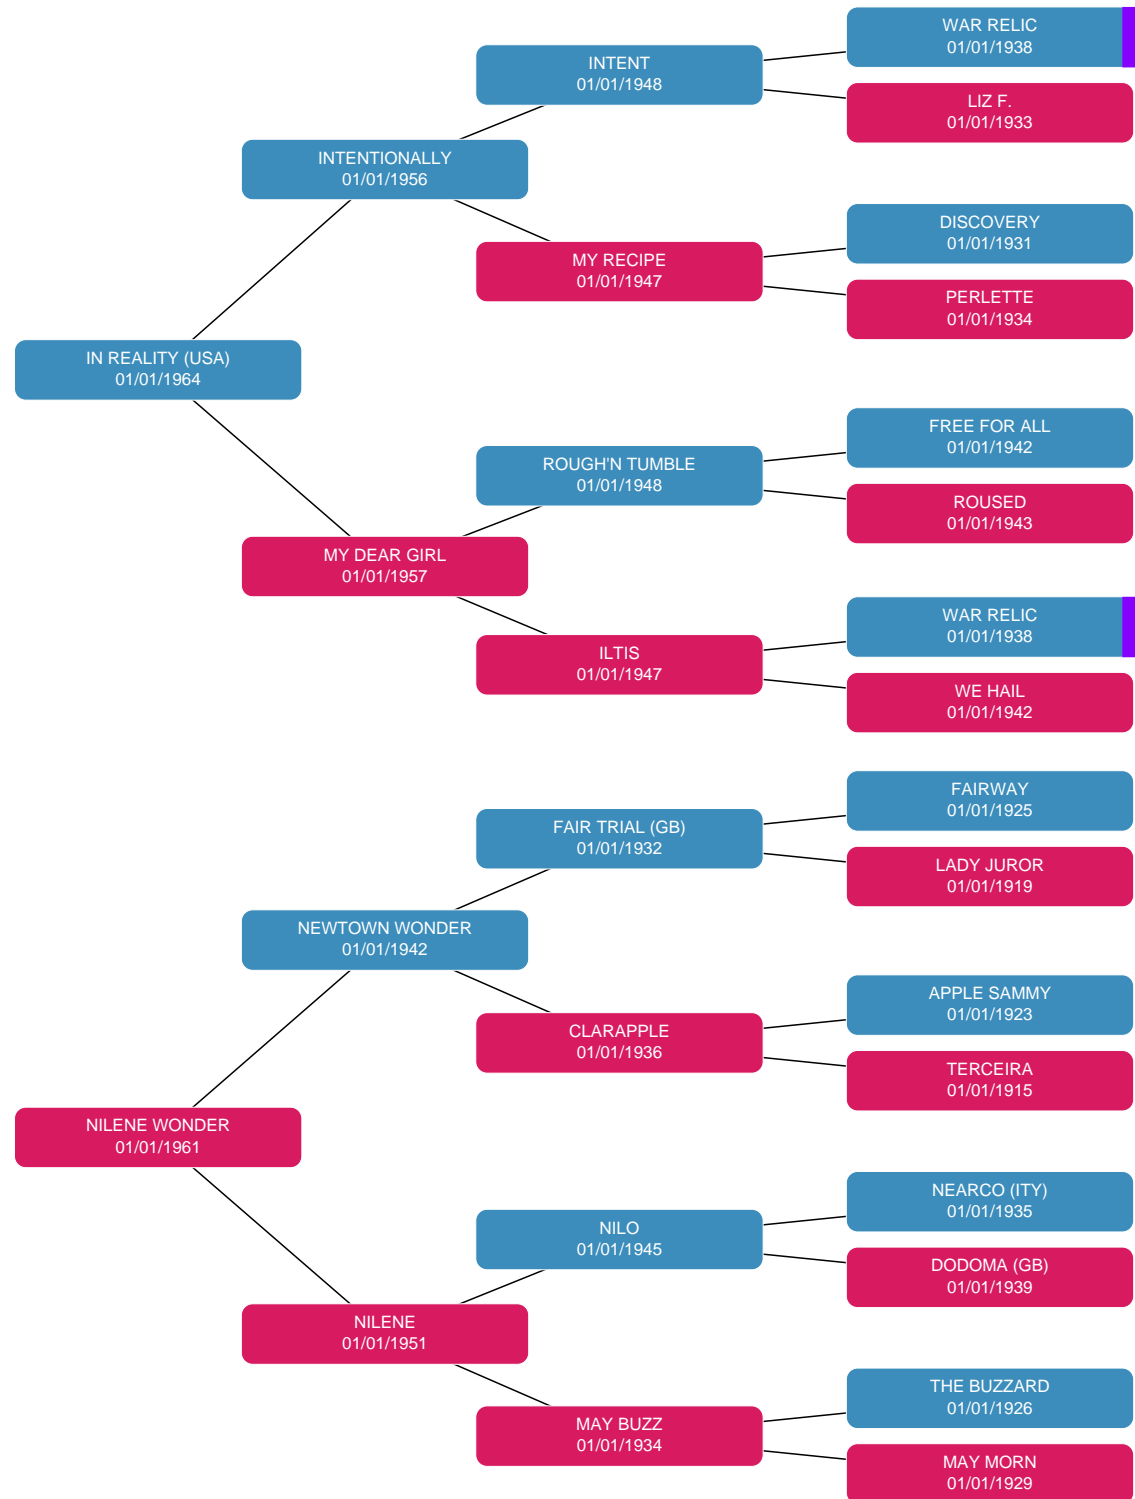 WAR RELIC
01/01/1938
INTENT
01/01/1948
LIZ F.
01/01/1933
INTENTIONALLY
01/01/1956
DISCOVERY
01/01/1931
MY RECIPE
01/01/1947
PERLETTE
01/01/1934
IN REALITY (USA)
01/01/1964
FREE FOR ALL
01/01/1942
ROUGH'N TUMBLE
01/01/1948
ROUSED
01/01/1943
MY DEAR GIRL
01/01/1957
WAR RELIC
01/01/1938
ILTIS
01/01/1947
WE HAIL
01/01/1942
FAIRWAY
01/01/1925
FAIR TRIAL (GB)
01/01/1932
LADY JUROR
01/01/1919
NEWTOWN WONDER
01/01/1942
APPLE SAMMY
01/01/1923
CLARAPPLE
01/01/1936
TERCEIRA
01/01/1915
NILENE WONDER
01/01/1961
NEARCO (ITY)
01/01/1935
NILO
01/01/1945
DODOMA (GB)
01/01/1939
NILENE
01/01/1951
THE BUZZARD
01/01/1926
MAY BUZZ
01/01/1934
MAY MORN
01/01/1929